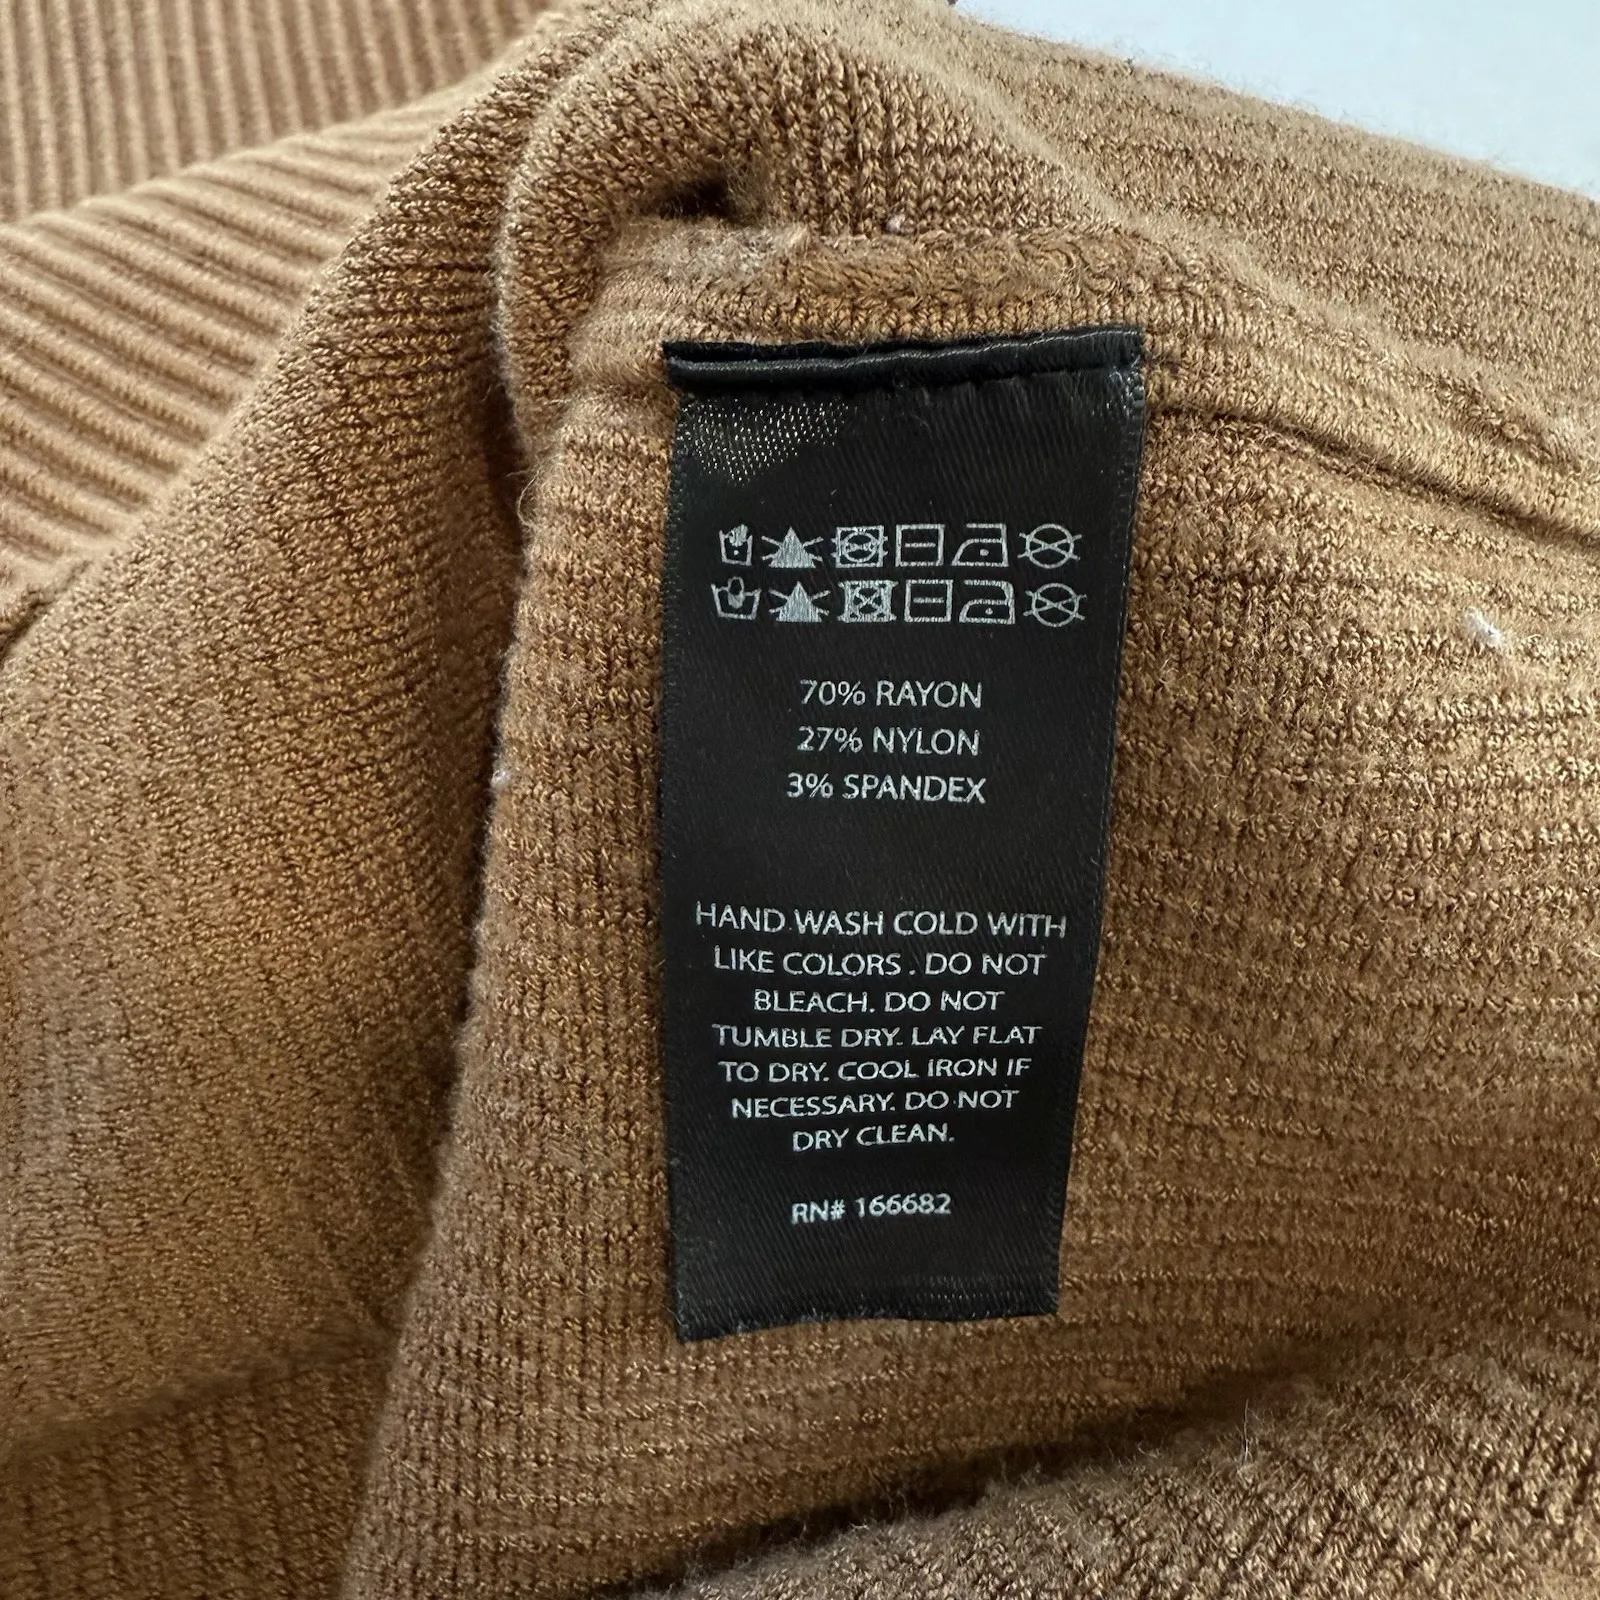 70% RAYON
27% NYLON
3% SPANDEX
HAND WASH COLD WITH
LIKE COLORS . DO NOT
BLEACH. DO NOT
TUMBLE DRY. LAY FLAT
TO DRY. COOL IRON IF
NECESSARY. DO NOT
DRY CLEAN.
RN# 166682